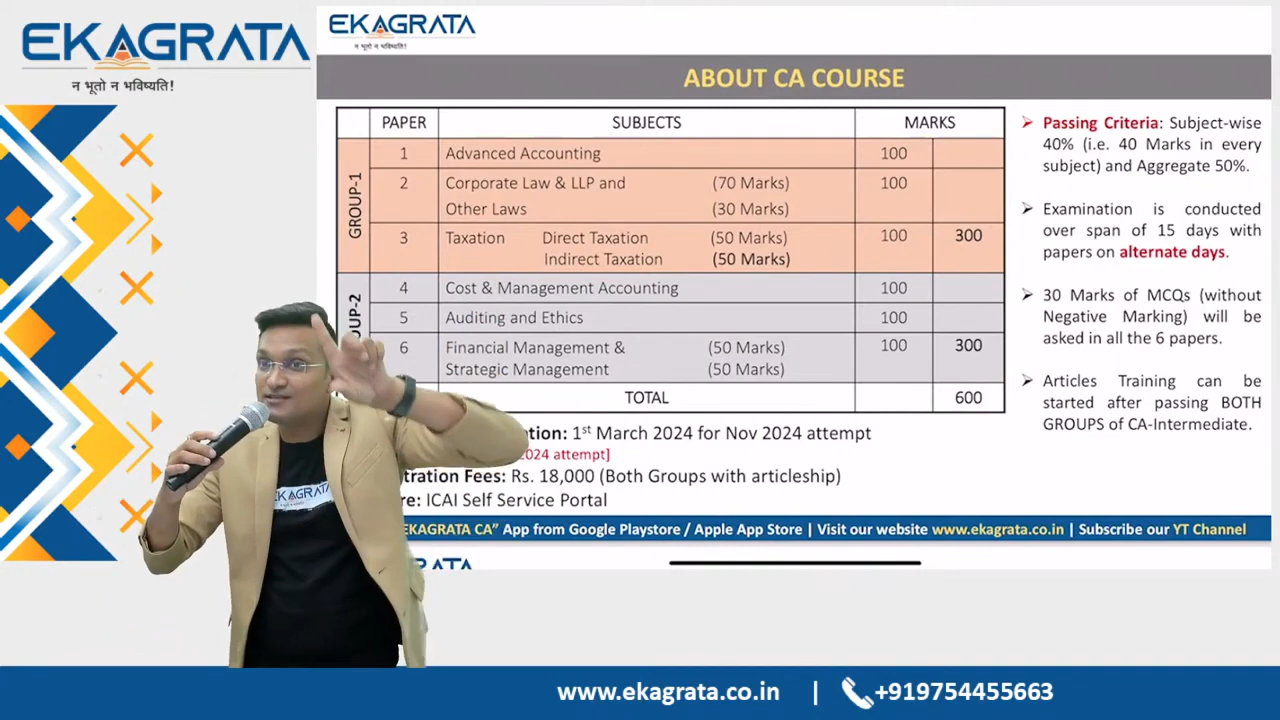 EKAGRATA
न भूतो न भविष्यति!
EKAGRATA
न भूतो न भविष्यति!
ABOUT CA COURSE
PAPER SUBJECTS MARKS
GROUP-1
1 Advanced Accounting 100
2 Corporate Law & LLP and (70 Marks) 100
Other Laws (30 Marks)
3 Taxation Direct Taxation (50 Marks) 100 300
Indirect Taxation (50 Marks)
OUP-2
4 Cost & Management Accounting 100
5 Auditing and Ethics 100
6 Financial Management & (50 Marks) 100 300
Strategic Management (50 Marks)
TOTAL 600
➢ Passing Criteria: Subject-wise
40% (i.e. 40 Marks in every
subject) and Aggregate 50%.
➢ Examination is conducted
over span of 15 days with
papers on alternate days.
➢ 30 Marks of MCQs (without
Negative Marking) will be
asked in all the 6 papers.
➢ Articles Training can be
started after passing BOTH
GROUPS of CA-Intermediate.
tion: 1st March 2024 for Nov 2024 attempt
2024 attempt]
tration Fees: Rs. 18,000 (Both Groups with articleship)
re: ICAI Self Service Portal
EKAGRATA CA” App from Google Playstore / Apple App Store | Visit our website www.ekagrata.co.in | Subscribe our YT Channel
EKAGRATA
www.ekagrata.co.in | +919754455663